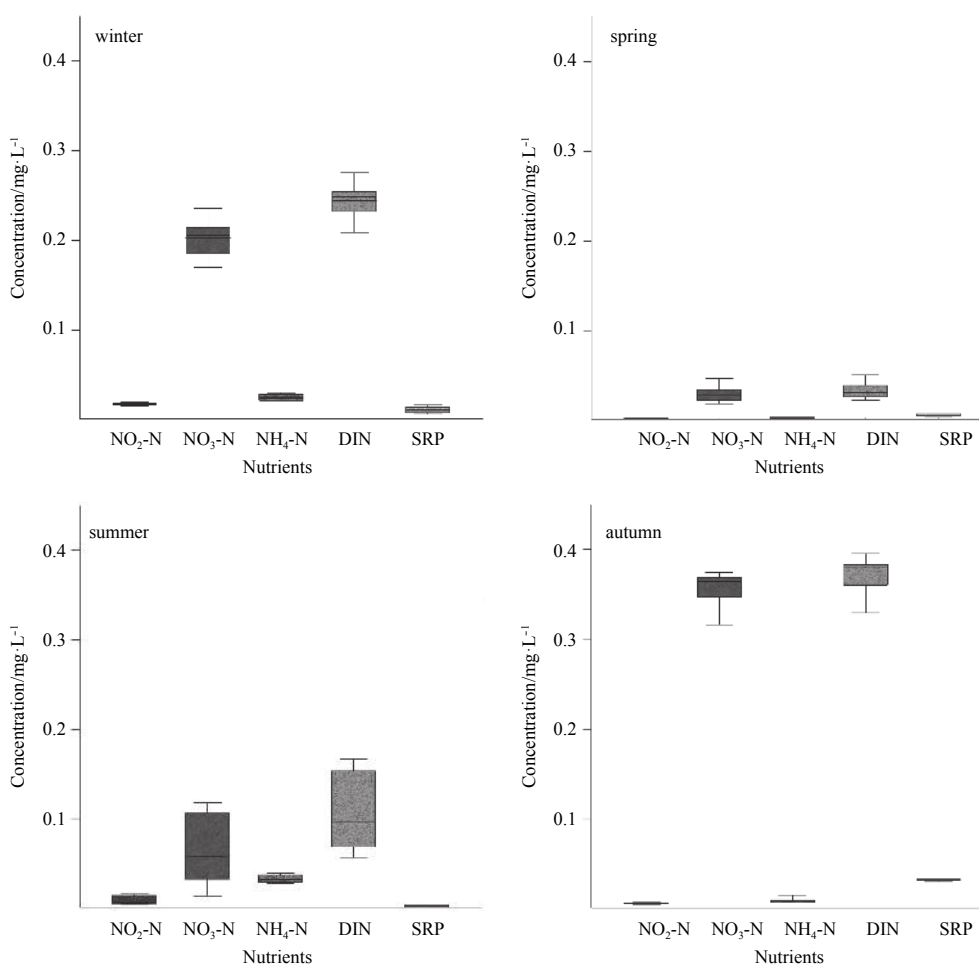 winter
0.4
0.3
0.2
0.1
Concentration/mg·L⁻¹
NO₂-N NO₃-N NH₄-N DIN SRP
Nutrients
spring
0.4
0.3
0.2
0.1
Concentration/mg·L⁻¹
NO₂-N NO₃-N NH₄-N DIN SRP
Nutrients
summer
0.4
0.3
0.2
0.1
Concentration/mg·L⁻¹
NO₂-N NO₃-N NH₄-N DIN SRP
Nutrients
autumn
0.4
0.3
0.2
0.1
Concentration/mg·L⁻¹
NO₂-N NO₃-N NH₄-N DIN SRP
Nutrients